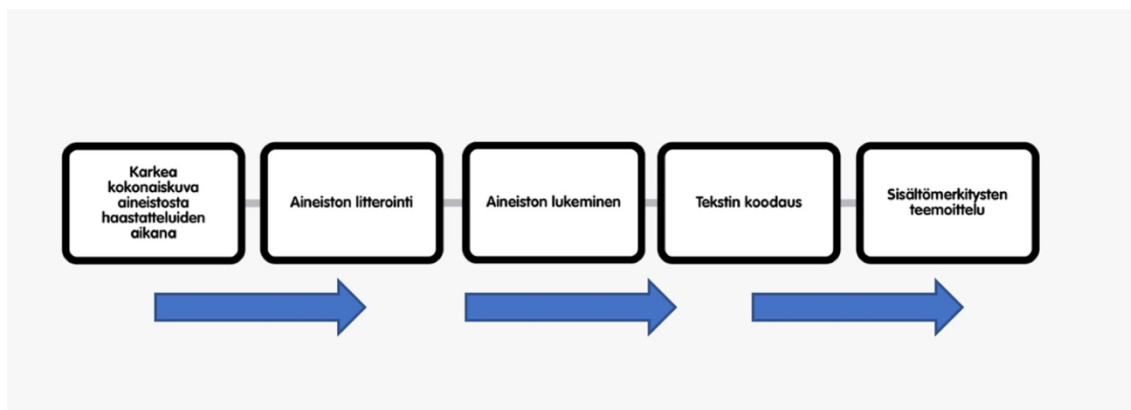 Karkea
kokonaiskuva
aineistosta
haastatteluiden
aikana
Aineiston litterointi
Aineiston lukeminen
Tekstin koodaus
Sisältömerkitysten
teemoittelu